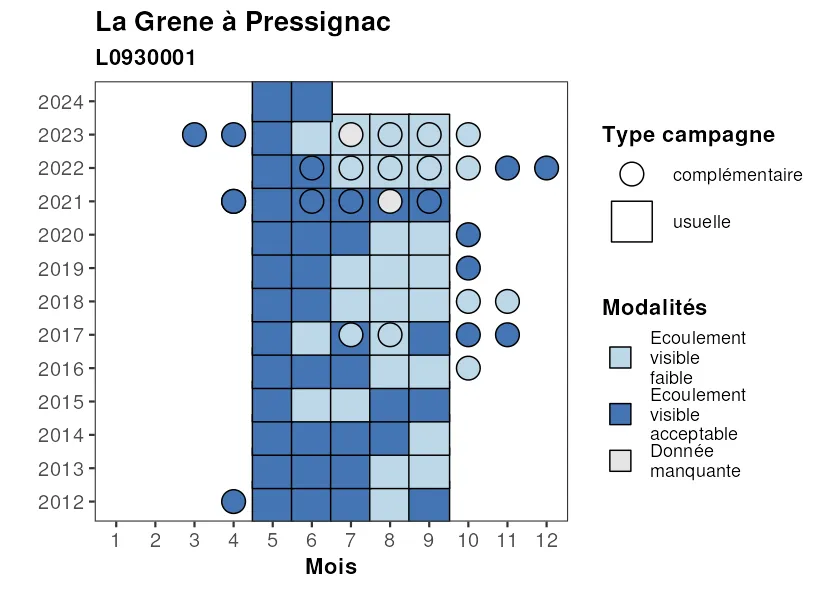 La Grene à Pressignac
L0930001
2024
2023
2022
2021
2020
2019
2018
2017
2016
2015
2014
2013
2012
1 2 3 4 5 6 7 8 9 10 11 12
Mois
Type campagne
complémentaire
usuelle
Modalités
Ecoulement
visible
faible
Ecoulement
visible
acceptable
Donnée
manquante